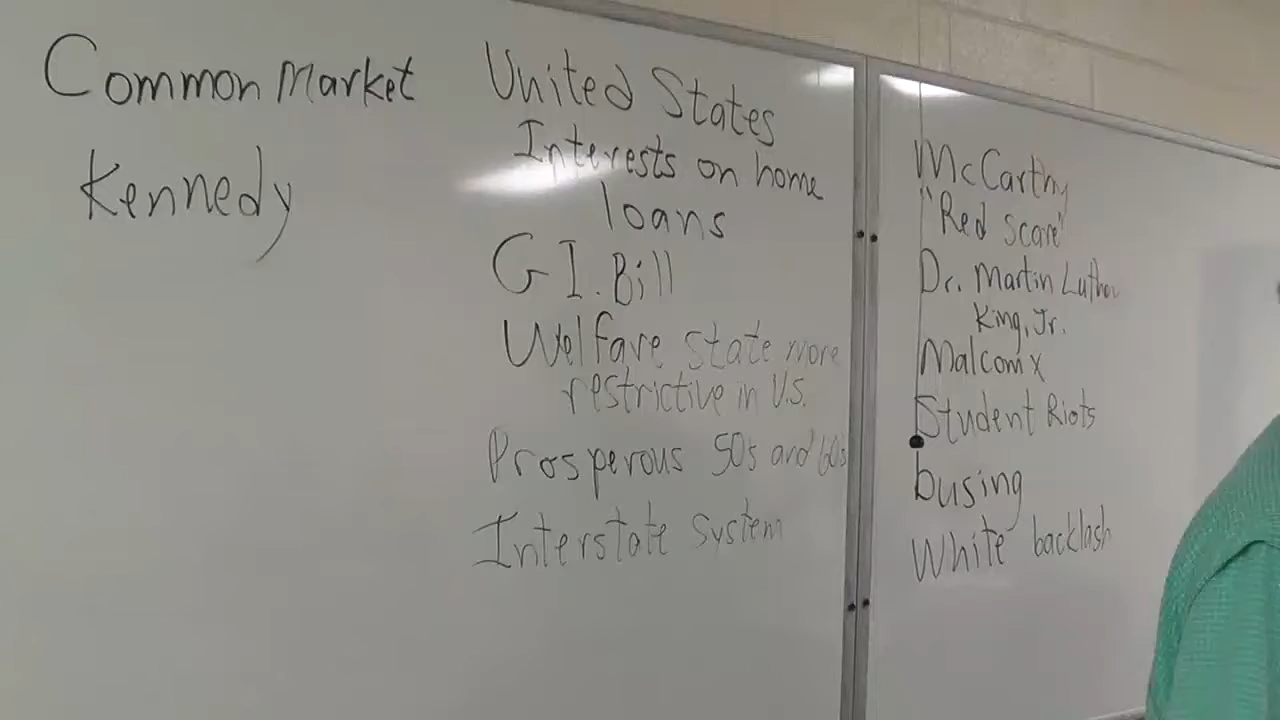 Common Market
Kennedy
United States
Interests on home
loans
G I. Bill
Welfare state more
restrictive in U.S.
Prosperous 50s and 60s
Interstate system
McCarthy
"Red Scare"
Dr. Martin Luther
King, Jr.
Malcom X
Student Riots
busing
White backlash